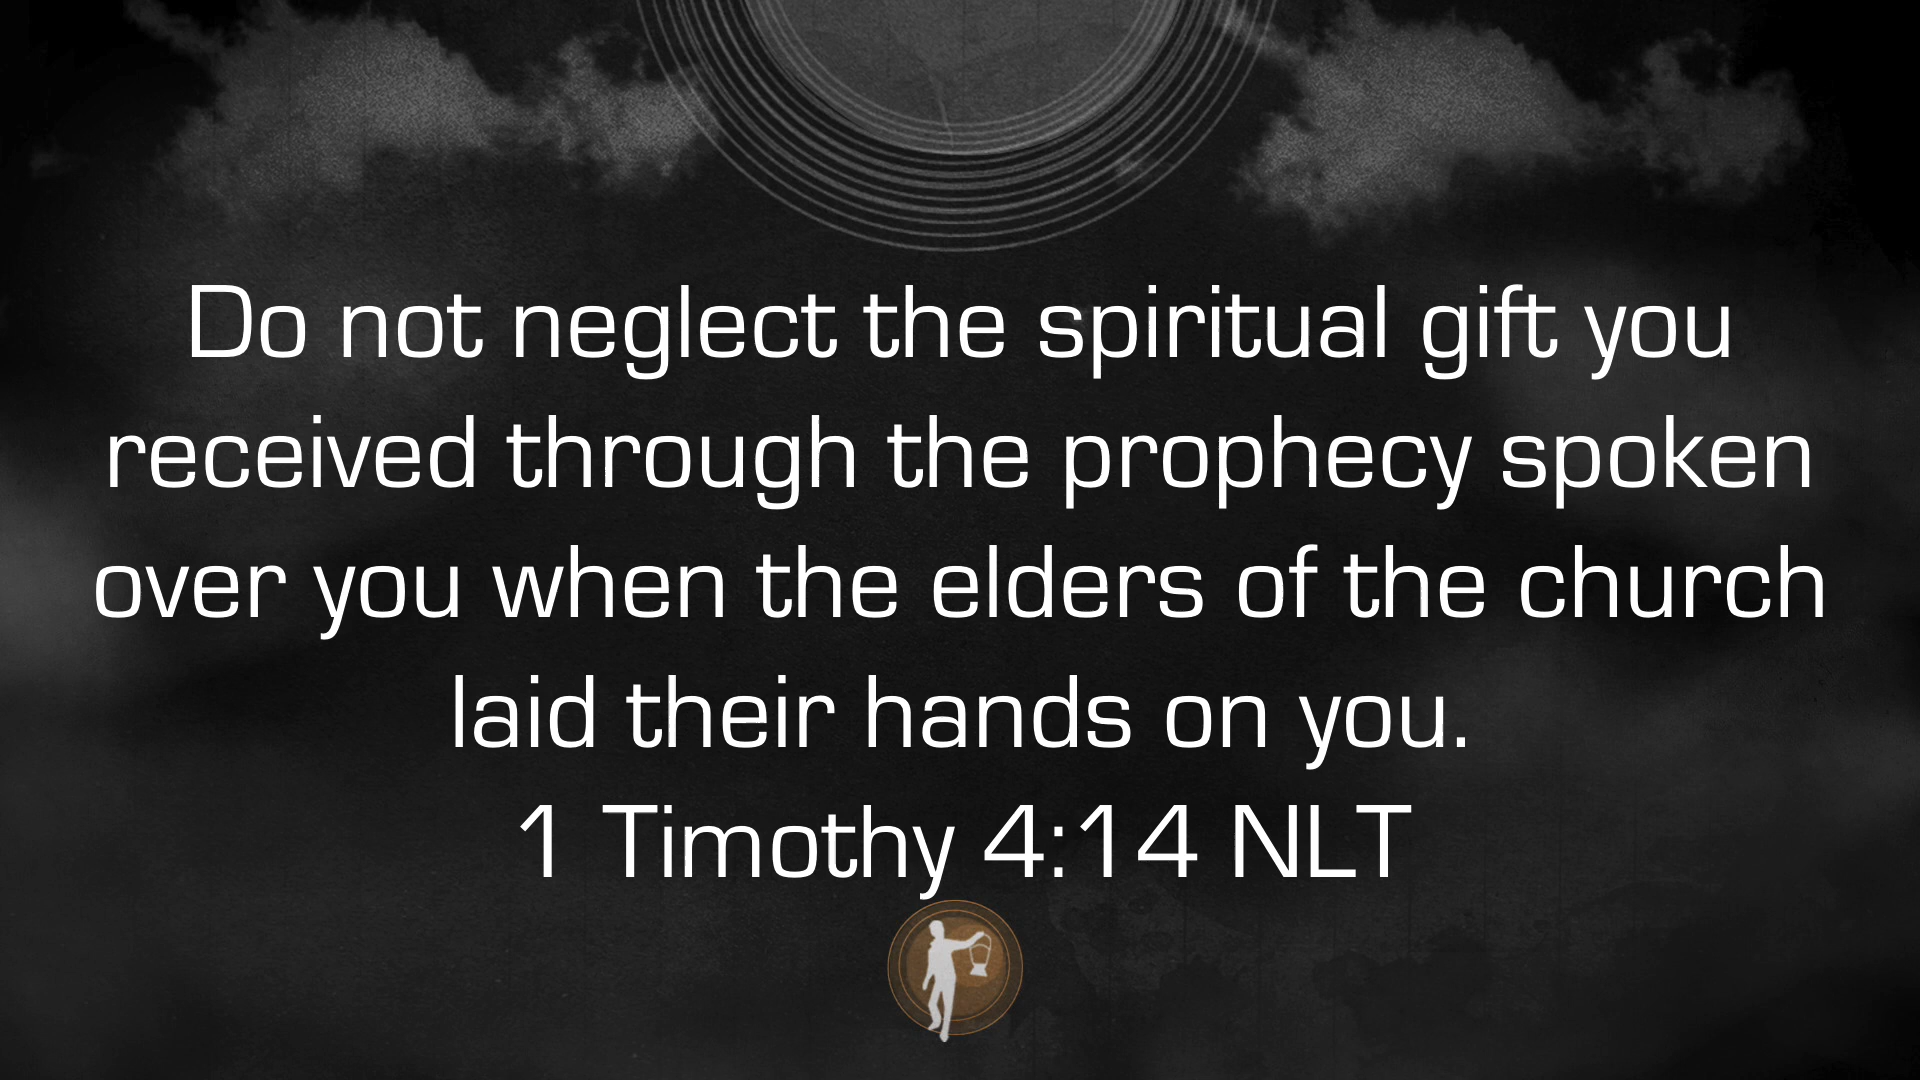 Do not neglect the spiritual gift you
received through the prophecy spoken
over you when the elders of the church
laid their hands on you.
1 Timothy 4:14 NLT